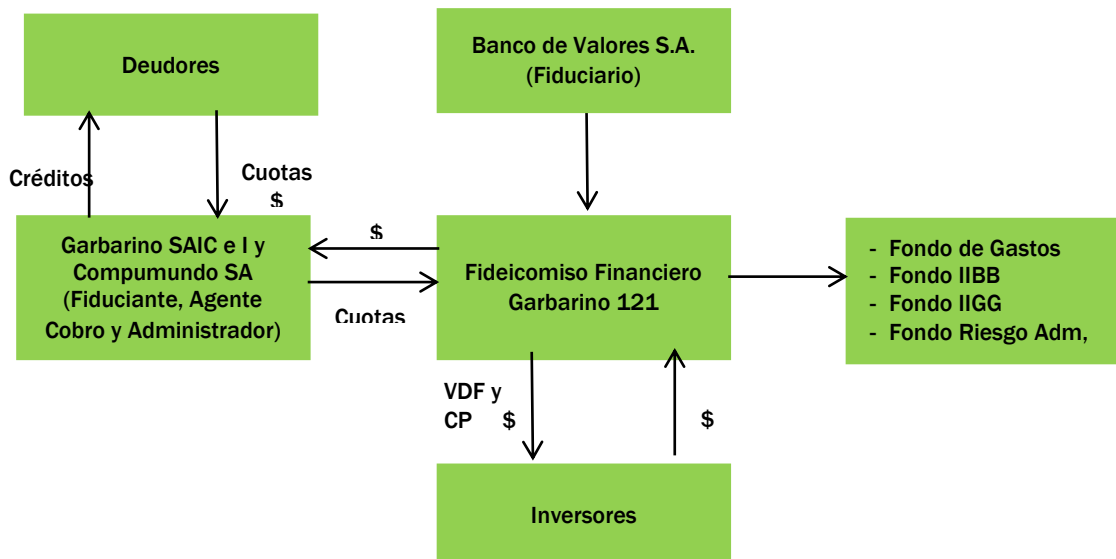 Deudores
Banco de Valores S.A.
(Fiduciario)
Créditos
Cuotas
$
Garbarino SAIC e I y
Compumundo SA
(Fiduciante, Agente
Cobro y Administrador)
$
Cuotas
Fideicomiso Financiero
Garbarino 121
- Fondo de Gastos
- Fondo IIBB
- Fondo IIGG
- Fondo Riesgo Adm,
VDF y
CP $
$
Inversores